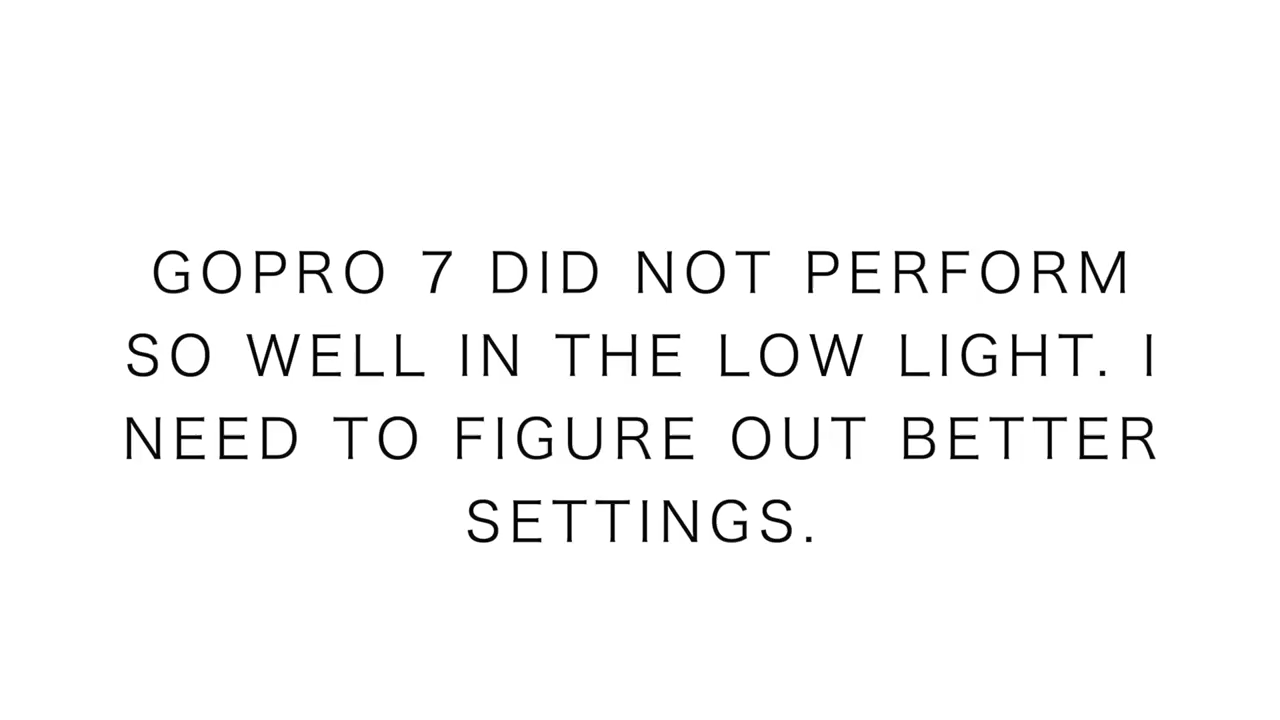 GOPRO 7 DID NOT PERFORM
SO WELL IN THE LOW LIGHT. I
NEED TO FIGURE OUT BETTER
SETTINGS.